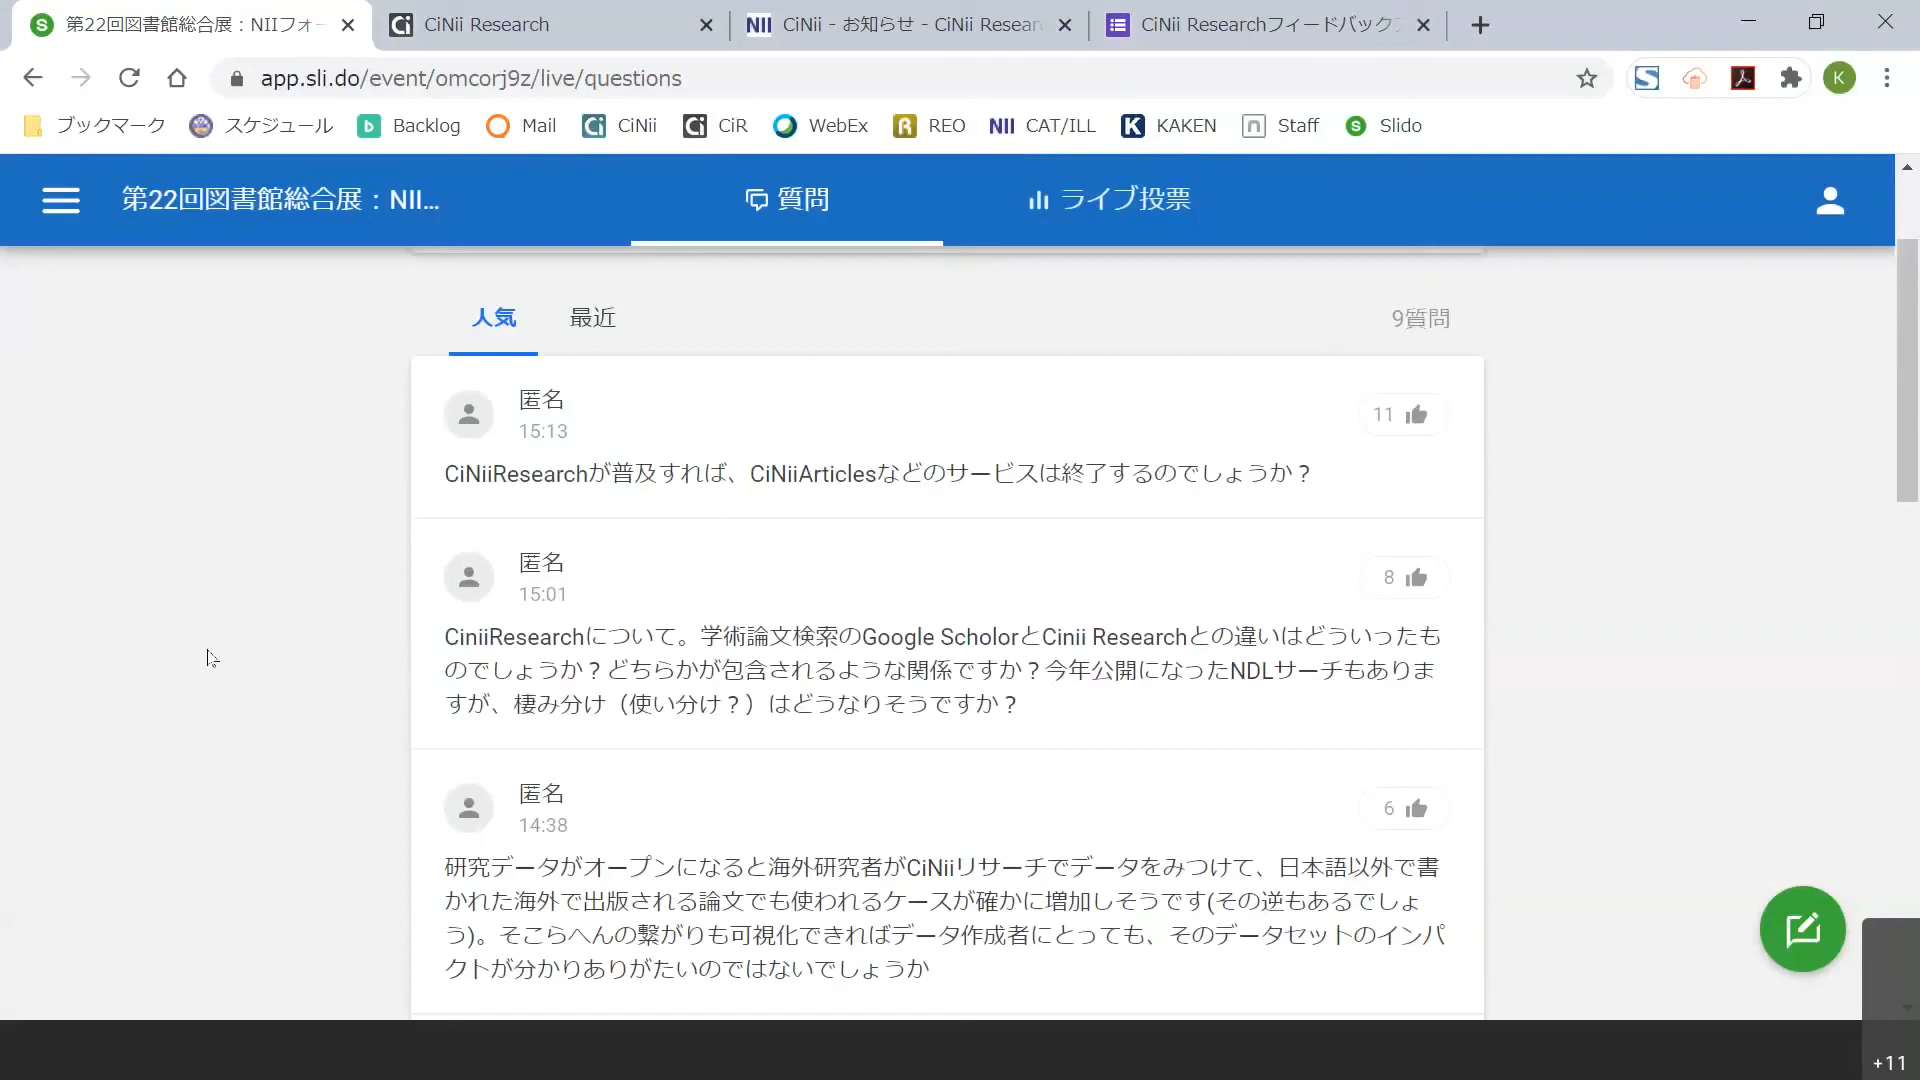 第22回図書館総合展：NIIフォー
CiNii Research
NII CiNii - お知らせ - CiNii Resear
CiNii Researchフィードバック
app.sli.do/event/omcorj9z/live/questions
K
ブックマーク スケジュール Backlog Mail CiNii CiR WebEx REO NII CAT/ILL KAKEN Staff Slido
第22回図書館総合展：NII...
質問
ライブ投票
人気 最近 9質問
匿名
15:13
11
CiNiiResearchが普及すれば、CiNiiArticlesなどのサービスは終了するのでしょうか？
匿名
15:01
8
CiniiResearchについて。学術論文検索のGoogle ScholorとCinii Researchとの違いはどういったも
のでしょうか？どちらかが包含されるような関係ですか？今年公開になったNDLサーチもありま
すが、棲み分け（使い分け？）はどうなりそうですか？
匿名
14:38
6
研究データがオープンになると海外研究者がCiNiiリサーチでデータをみつけて、日本語以外で書
かれた海外で出版される論文でも使われるケースが確かに増加しそうです(その逆もあるでしょ
う)。そこらへんの繋がりも可視化できればデータ作成者にとっても、そのデータセットのインパ
クトが分かりありがたいのではないでしょうか
+11